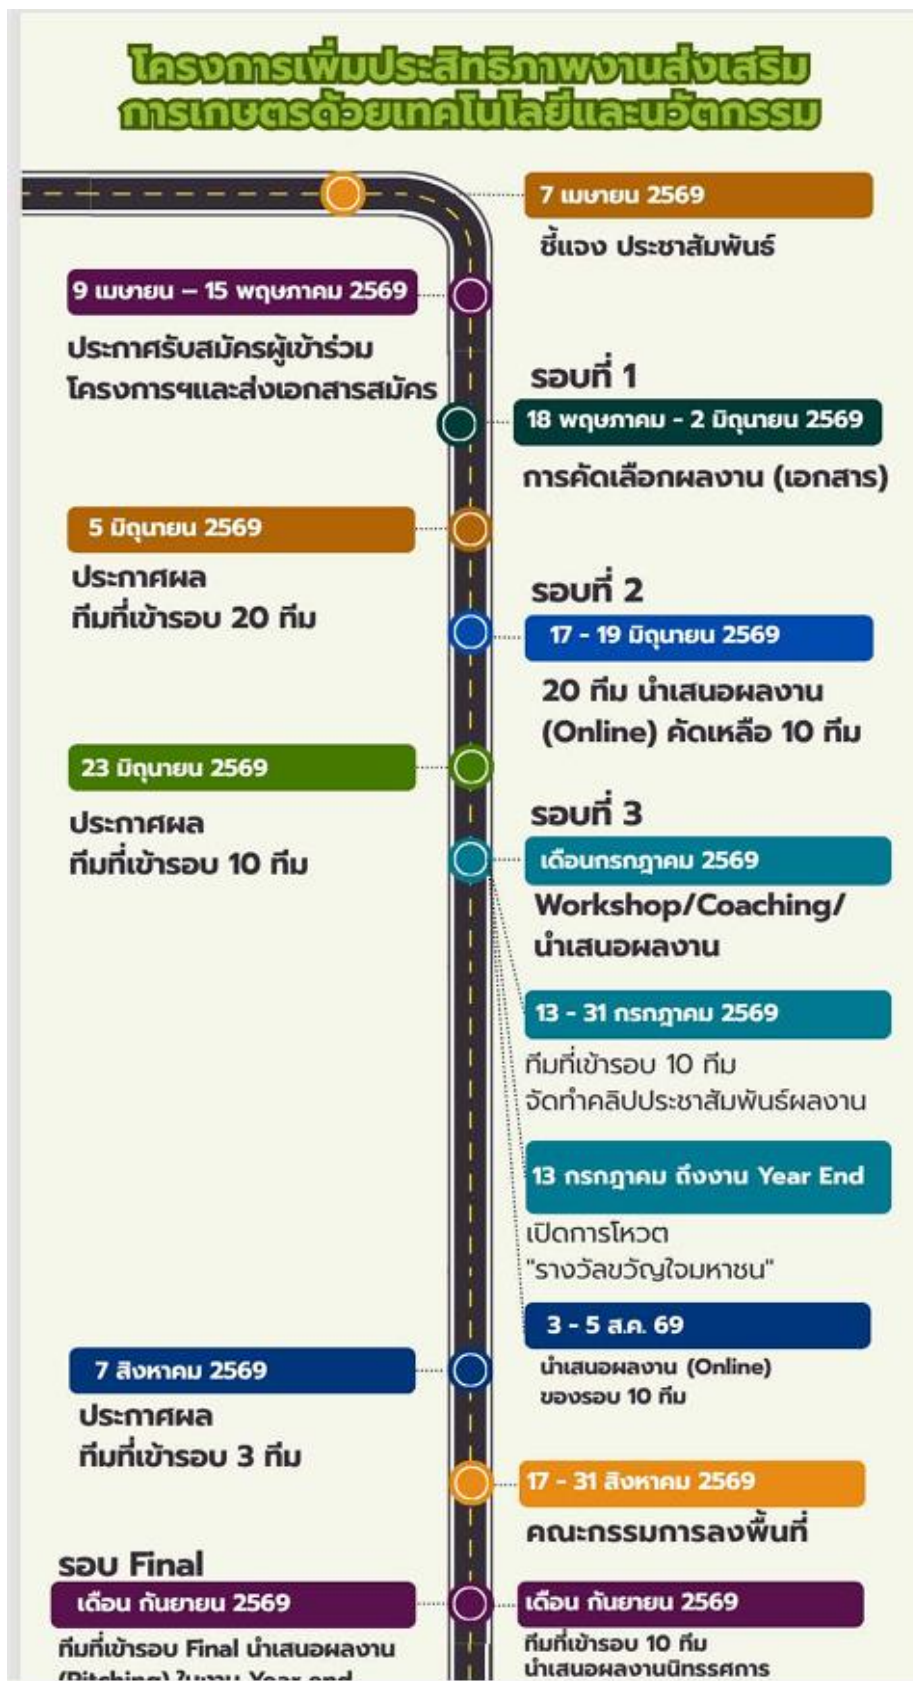 โครงการเพิ่มประสิทธิภาพงานส่งเสริม
การเกษตรด้วยเทคโนโลยีและนวัตกรรม
7 เมษายน 2569
ชี้แจง ประชาสัมพันธ์
9 เมษายน – 15 พฤษภาคม 2569
ประกาศรับสมัครผู้เข้าร่วม
โครงการฯและส่งเอกสารสมัคร
รอบที่ 1
18 พฤษภาคม - 2 มิถุนายน 2569
การคัดเลือกผลงาน (เอกสาร)
5 มิถุนายน 2569
ประกาศผล
ทีมที่เข้ารอบ 20 ทีม
รอบที่ 2
17 - 19 มิถุนายน 2569
20 ทีม นำเสนอผลงาน
(Online) คัดเหลือ 10 ทีม
23 มิถุนายน 2569
ประกาศผล
ทีมที่เข้ารอบ 10 ทีม
รอบที่ 3
เดือนกรกฎาคม 2569
Workshop/Coaching/
นำเสนอผลงาน
13 - 31 กรกฎาคม 2569
ทีมที่เข้ารอบ 10 ทีม
จัดทำคลิปประชาสัมพันธ์ผลงาน
13 กรกฎาคม ถึงงาน Year End
เปิดการโหวต
"รางวัลขวัญใจมหาชน"
3 - 5 ส.ค. 69
นำเสนอผลงาน (Online)
ของรอบ 10 ทีม
7 สิงหาคม 2569
ประกาศผล
ทีมที่เข้ารอบ 3 ทีม
17 - 31 สิงหาคม 2569
คณะกรรมการลงพื้นที่
รอบ Final
เดือน กันยายน 2569
ทีมที่เข้ารอบ Final นำเสนอผลงาน
(Pitching) ในงาน Year end
เดือน กันยายน 2569
ทีมที่เข้ารอบ 10 ทีม
นำเสนอผลงานนิทรรศการ